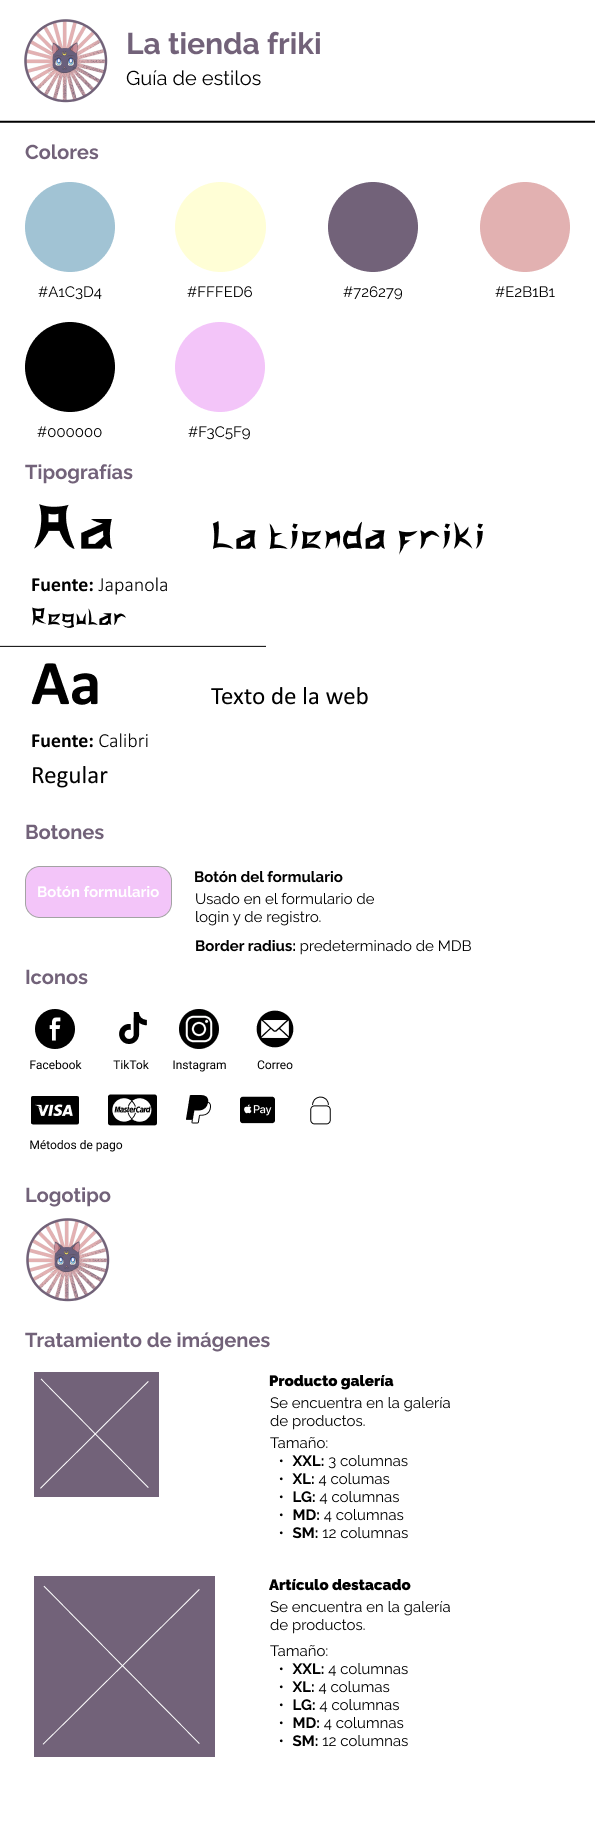 La tienda friki
Guía de estilos
Colores
#A1C3D4
#FFFED6
#726279
#E2B1B1
#000000
#F3C5F9
Tipografías
Aa
La tienda friki
Fuente: Japanola
Regular
Aa
Texto de la web
Fuente: Calibri
Regular
Botones
Botón formulario
Botón del formulario
Usado en el formulario de
login y de registro.
Border radius: predeterminado de MDB
Iconos
Facebook
TikTok
Instagram
Correo
VISA
MasterCard
Pay
Métodos de pago
Logotipo
Tratamiento de imágenes
Producto galería
Se encuentra en la galería
de productos.
Tamaño:
• XXL: 3 columnas
• XL: 4 columas
• LG: 4 columnas
• MD: 4 columnas
• SM: 12 columnas
Artículo destacado
Se encuentra en la galería
de productos.
Tamaño:
• XXL: 4 columnas
• XL: 4 columas
• LG: 4 columnas
• MD: 4 columnas
• SM: 12 columnas